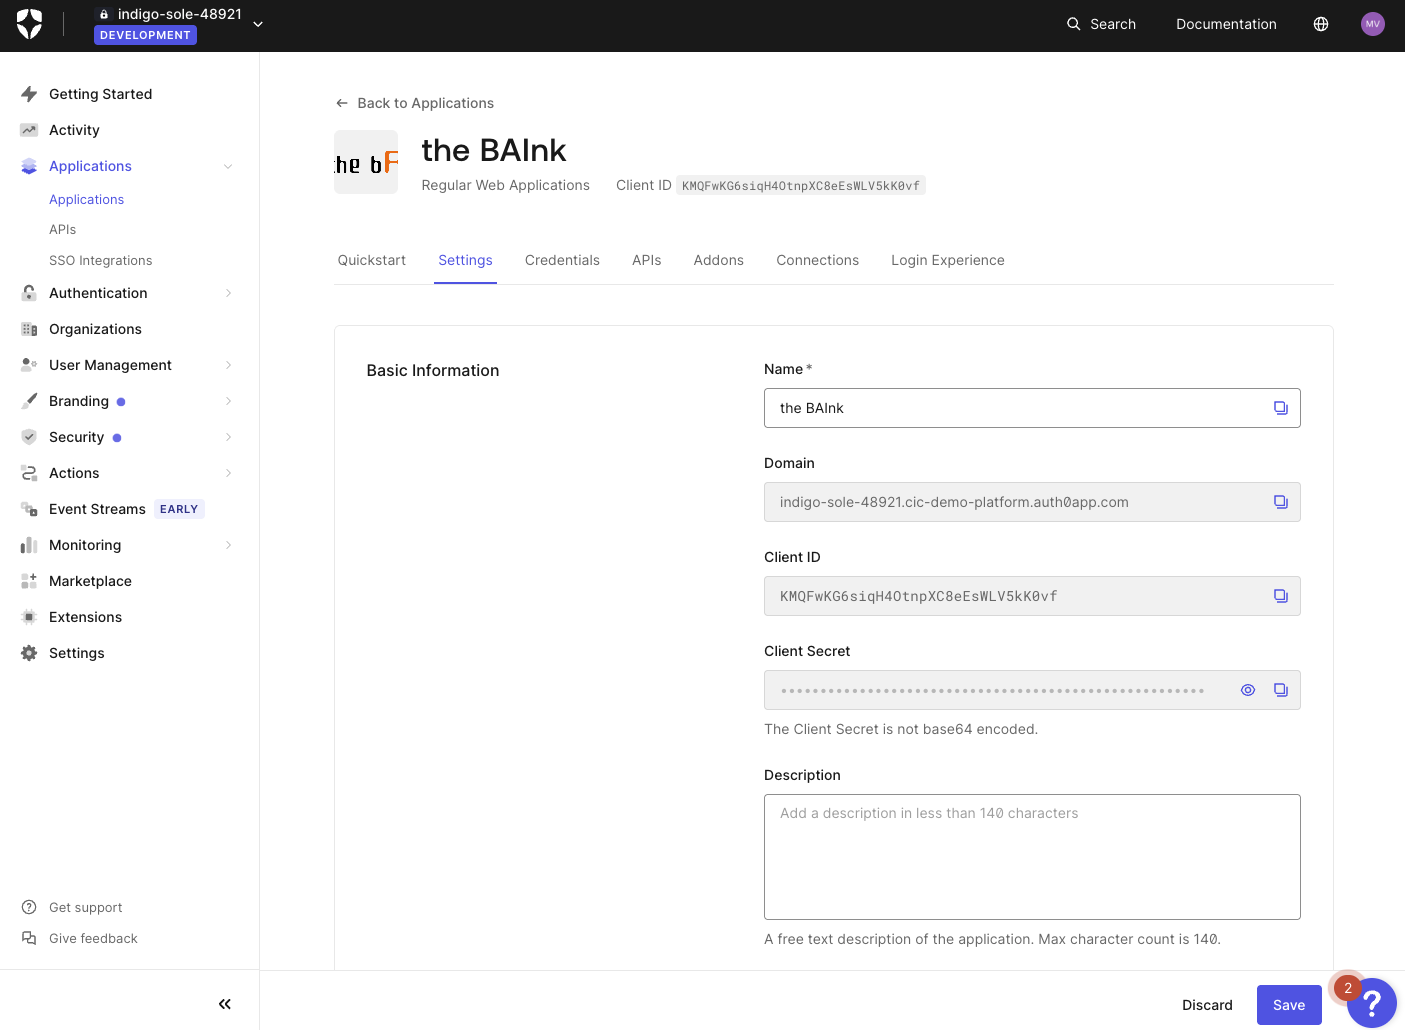 indigo-sole-48921
DEVELOPMENT
Search
Documentation
MV
Getting Started
Activity
Applications
Applications
APIs
SSO Integrations
Authentication
Organizations
User Management
Branding
Security
Actions
Event Streams EARLY
Monitoring
Marketplace
Extensions
Settings
Get support
Give feedback
Back to Applications
the BAInk
Regular Web Applications Client ID KMQFwKG6siqH4OtnpXC8eEsWLV5kK0vf
Quickstart Settings Credentials APIs Addons Connections Login Experience
Basic Information
Name *
the BAInk
Domain
indigo-sole-48921.cic-demo-platform.auth0app.com
Client ID
KMQFwKG6siqH4OtnpXC8eEsWLV5kK0vf
Client Secret
The Client Secret is not base64 encoded.
Description
Add a description in less than 140 characters
A free text description of the application. Max character count is 140.
Discard Save
2
?